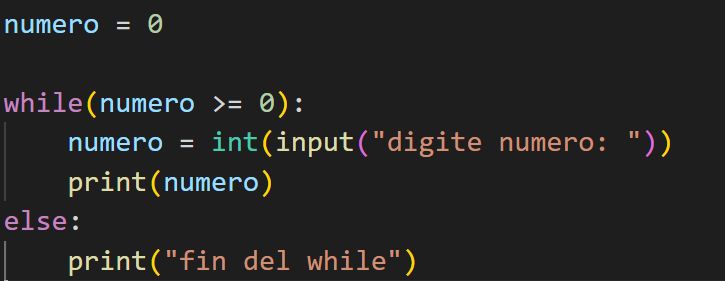 numero = 0
while(numero >= 0):
    numero = int(input("digite numero: "))
    print(numero)
else:
    print("fin del while")